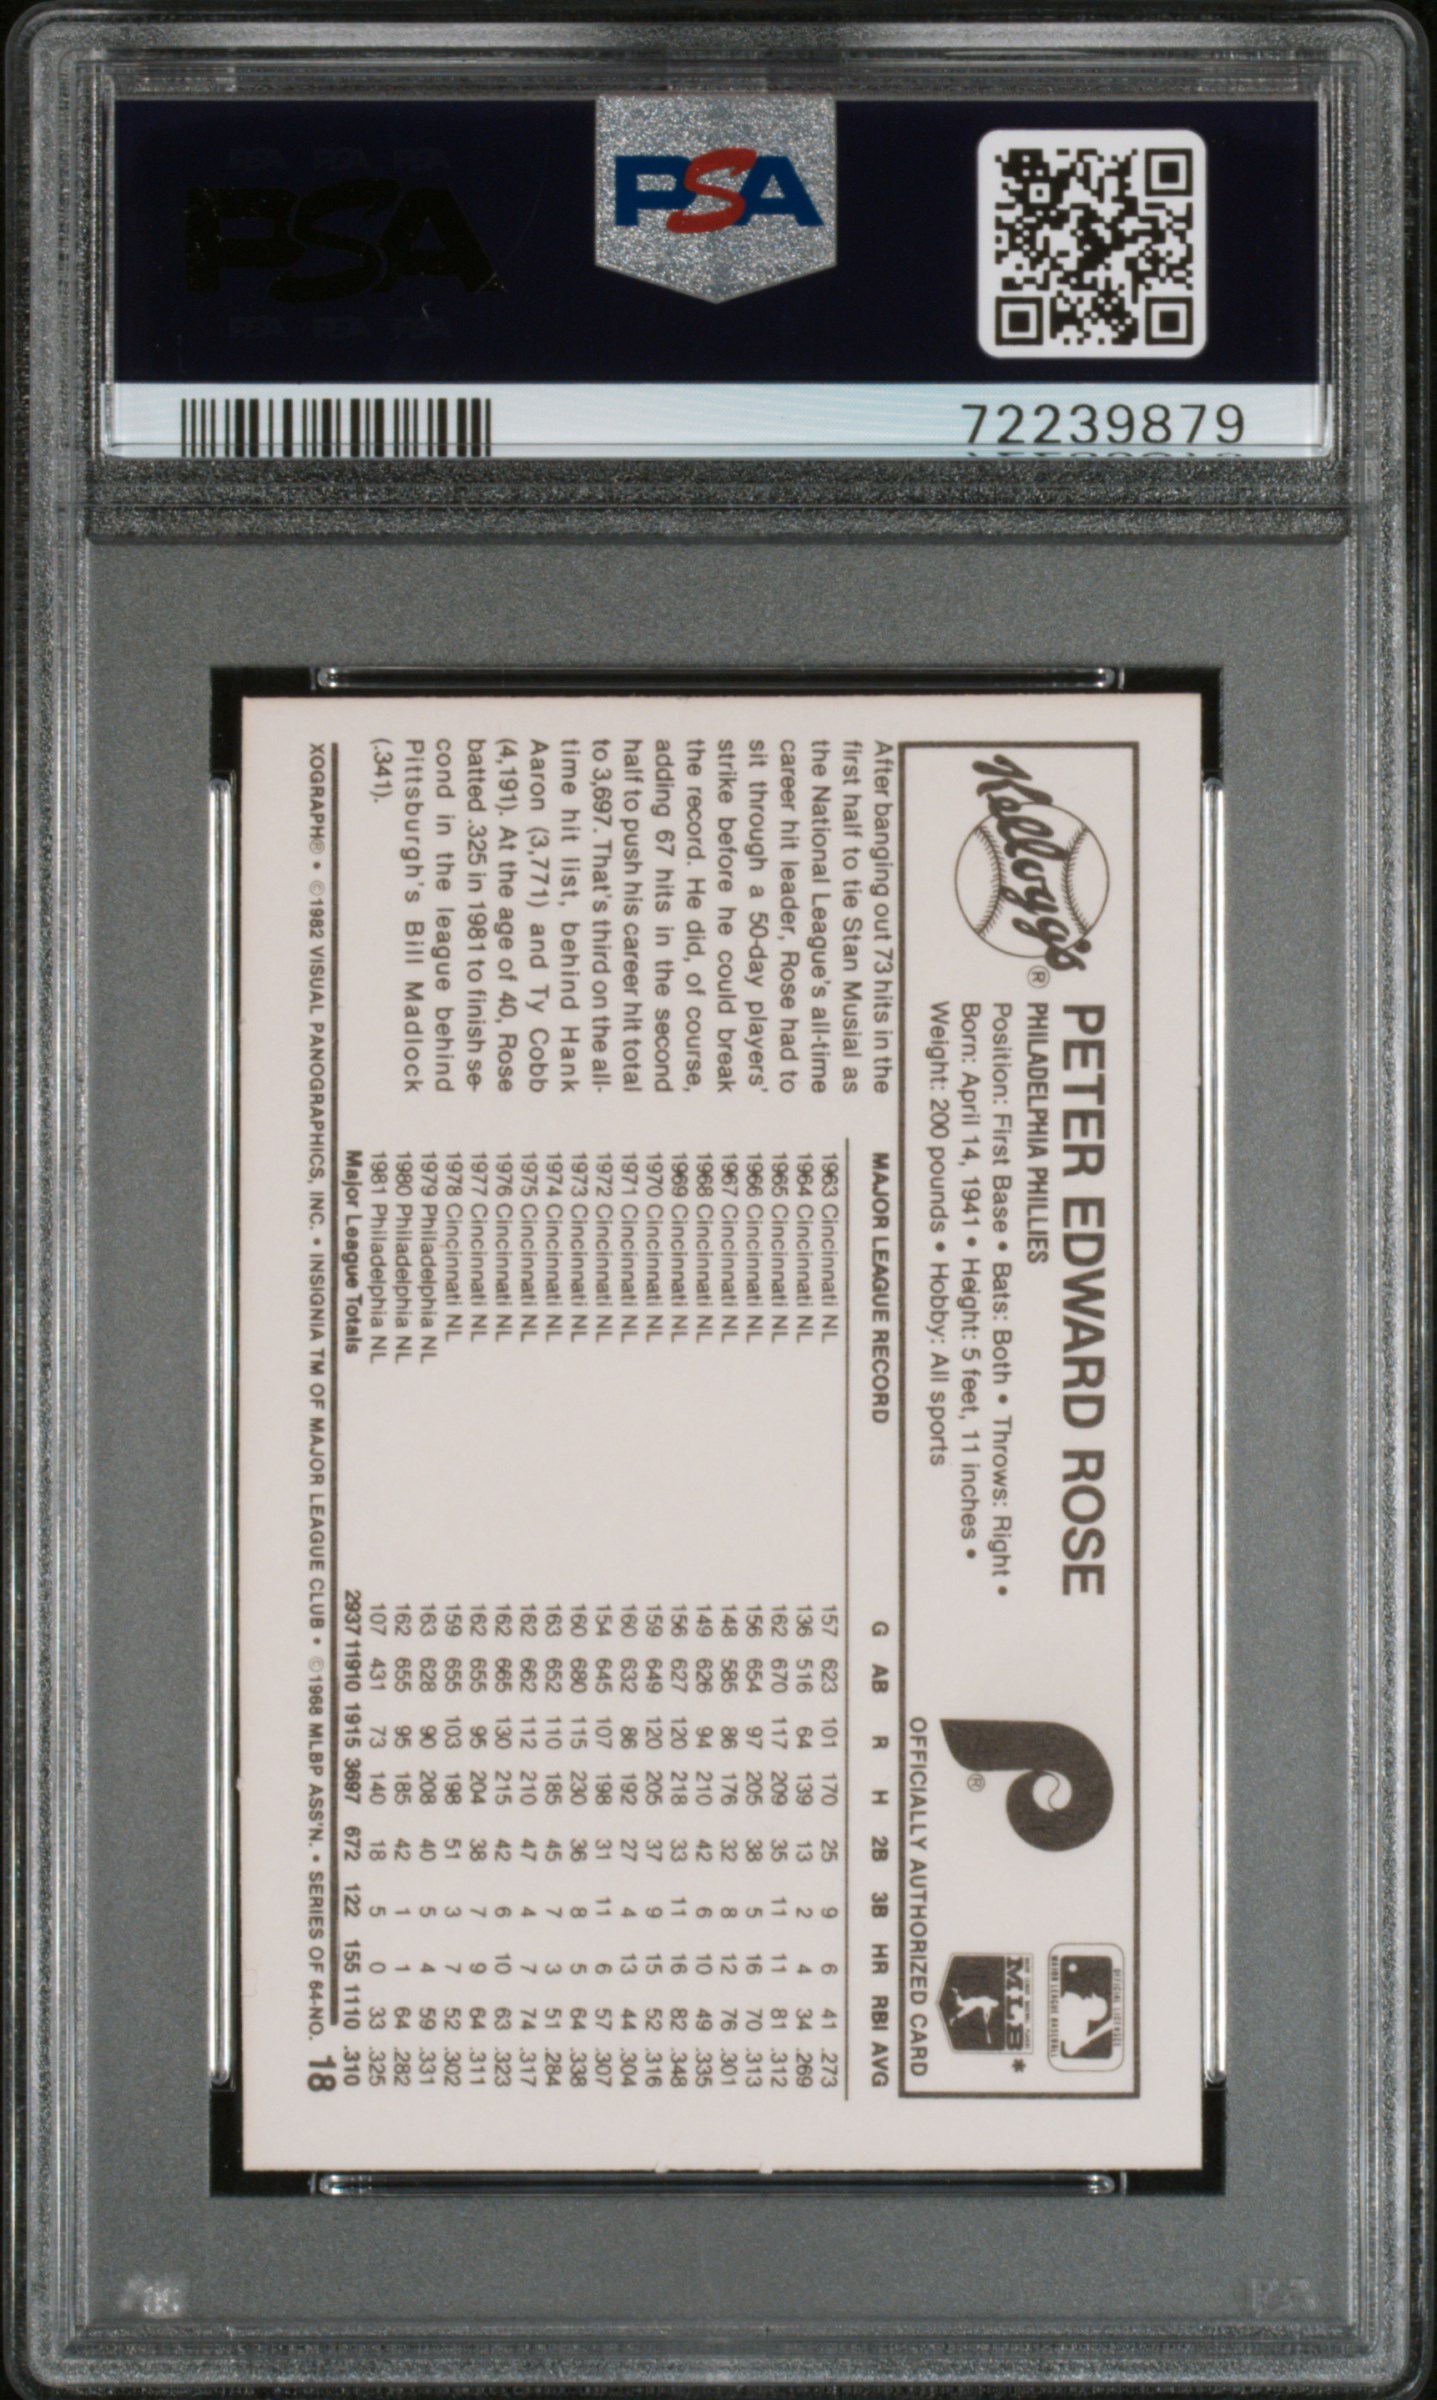 PSA
72239879
Kellogg's®
PETER EDWARD ROSE
PHILADELPHIA PHILLIES
Position: First Base • Bats: Both • Throws: Right •
Born: April 14, 1941 • Height: 5 feet, 11 inches •
Weight: 200 pounds • Hobby: All sports
P®
OFFICIAL LICENSEE
MAJOR LEAGUE BASEBALL
MLB*
OFFICIALLY AUTHORIZED CARD
After banging out 73 hits in the
first half to tie Stan Musial as
the National League's all-time
career hit leader, Rose had to
sit through a 50-day players'
strike before he could break
the record. He did, of course,
adding 67 hits in the second
half to push his career hit total
to 3,697. That's third on the all-
time hit list, behind Hank
Aaron (3,771) and Ty Cobb
(4,191). At the age of 40, Rose
batted .325 in 1981 to finish se-
cond in the league behind
Pittsburgh's Bill Madlock
(.341).
MAJOR LEAGUE RECORD G AB R H 2B 3B HR RBI AVG
1963 Cincinnati NL 157 623 101 170 25 9 6 41 .273
1964 Cincinnati NL 136 516 64 139 13 2 4 34 .269
1965 Cincinnati NL 162 670 117 209 35 11 11 81 .312
1966 Cincinnati NL 156 654 97 205 38 5 16 70 .313
1967 Cincinnati NL 148 585 86 176 32 8 12 76 .301
1968 Cincinnati NL 149 626 94 210 42 6 10 49 .335
1969 Cincinnati NL 156 627 120 218 33 11 16 82 .348
1970 Cincinnati NL 159 649 120 205 37 9 15 52 .316
1971 Cincinnati NL 160 632 86 192 27 4 13 44 .304
1972 Cincinnati NL 154 645 107 198 31 11 6 57 .307
1973 Cincinnati NL 160 680 115 230 36 8 5 64 .338
1974 Cincinnati NL 163 652 110 185 45 7 3 51 .284
1975 Cincinnati NL 162 662 112 210 47 4 7 74 .317
1976 Cincinnati NL 162 665 130 215 42 6 10 63 .323
1977 Cincinnati NL 162 655 95 204 38 7 9 64 .311
1978 Cincinnati NL 159 655 103 198 51 3 7 52 .302
1979 Philadelphia NL 163 628 90 208 40 5 4 59 .331
1980 Philadelphia NL 162 655 95 185 42 1 1 64 .282
1981 Philadelphia NL 107 431 73 140 18 5 0 33 .325
Major League Totals 2937 11910 1915 3697 672 122 155 1110 .310
XOGRAPH® • ©1982 VISUAL PANOGRAPHICS, INC. • INSIGNIA TM OF MAJOR LEAGUE CLUB • ©1968 MLBP ASS'N. • SERIES OF 64-NO. 18